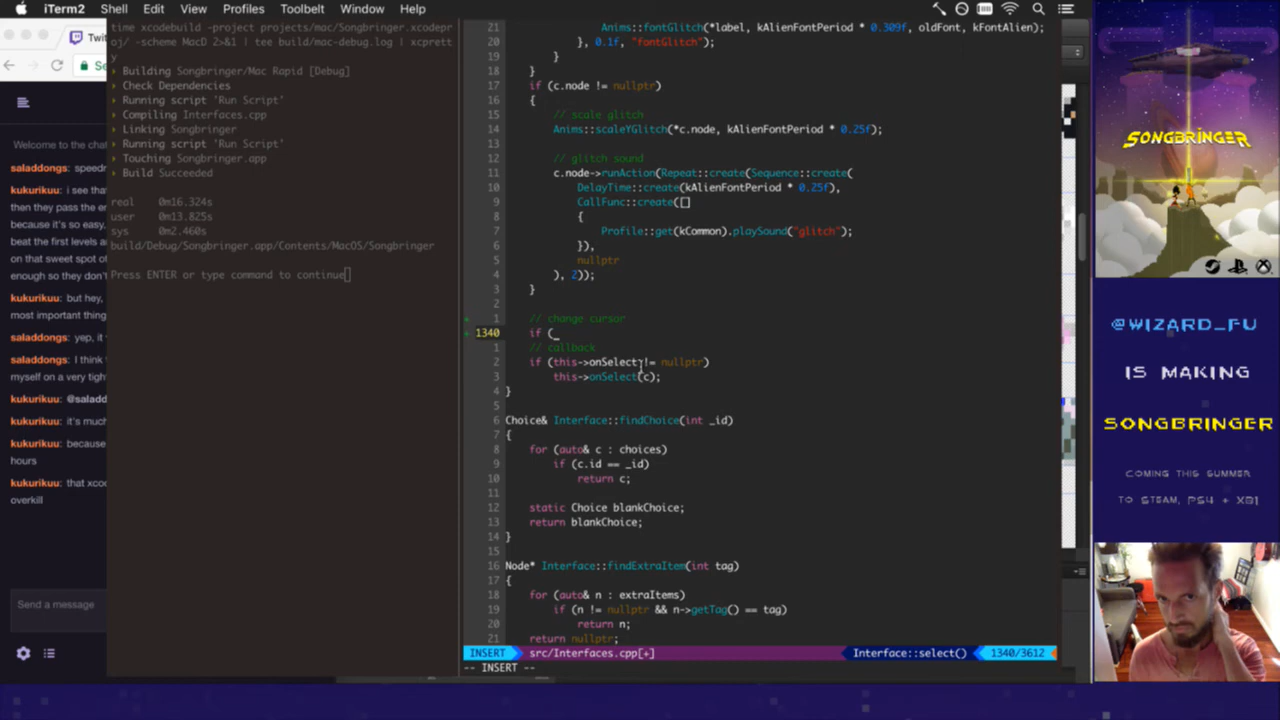 iTerm2 Shell Edit View Profiles Toolbelt Window Help
Twit
Se
Welcome to the cha
saladdongs: speedr
kukurikuu: i see that
then they pass the e
because it's so easy,
beat the first levels a
on that sweet spot of
enough so they don't
kukurikuu: but hey,
most important thing
kukurikuu: yep, it
kukurikuu: I think
myself on a very tigh
kukurikuu: @saladd
kukurikuu: it's much
kukurikuu: because
hours
kukurikuu: that xcod
overkill
Send a message
time xcodebuild -project projects/mac/Songbringer.xcoder
proj/ -scheme MacD 2>&1 | tee build/mac-debug.log | xcprett
y
Building Songbringer/Mac Rapid [Debug]
Check Dependencies
Running script 'Run Script'
Compiling Interfaces.cpp
Linking Songbringer
Running script 'Run Script'
Touching Songbringer.app
Build Succeeded
real 0m16.324s
user 0m13.825s
sys 0m2.460s
build/Debug/Songbringer.app/Contents/MacOS/Songbringer
Press ENTER or type command to continue
21 Anims::fontGlitch(*label, kAlienFontPeriod * 0.309f, oldFont, kFontAlien);
20 }, 0.1f, "fontGlitch");
19 }
18 }
17 if (c.node != nullptr)
16 {
15 // scale glitch
14 Anims::scaleYGlitch(*c.node, kAlienFontPeriod * 0.25f);
13
12 // glitch sound
11 c.node->runAction(Repeat::create(Sequence::create(
10 DelayTime::create(kAlienFontPeriod * 0.25f),
9 CallFunc::create([]
8 {
7 Profile::get(kCommon).playSound("glitch");
6 }),
5 nullptr
4 ), 2));
3 }
2
1 // change cursor
1340 if (_
1 // callback
2 if (this->onSelect != nullptr)
3 this->onSelect(c);
4 }
5
6 Choice& Interface::findChoice(int _id)
7 {
8 for (auto& c : choices)
9 if (c.id == _id)
10 return c;
11
12 static Choice blankChoice;
13 return blankChoice;
14 }
15
16 Node* Interface::findExtraItem(int tag)
17 {
18 for (auto& n : extraItems)
19 if (n != nullptr && n->getTag() == tag)
20 return n;
21 return nullptr;
INSERT src/Interfaces.cpp[+] Interface::select() 1340/3612
-- INSERT --
SONGBRINGER
@WIZARD_FU
IS MAKING
SONGBRINGER
COMING THIS SUMMER
TO STEAM, PS4 + XB1